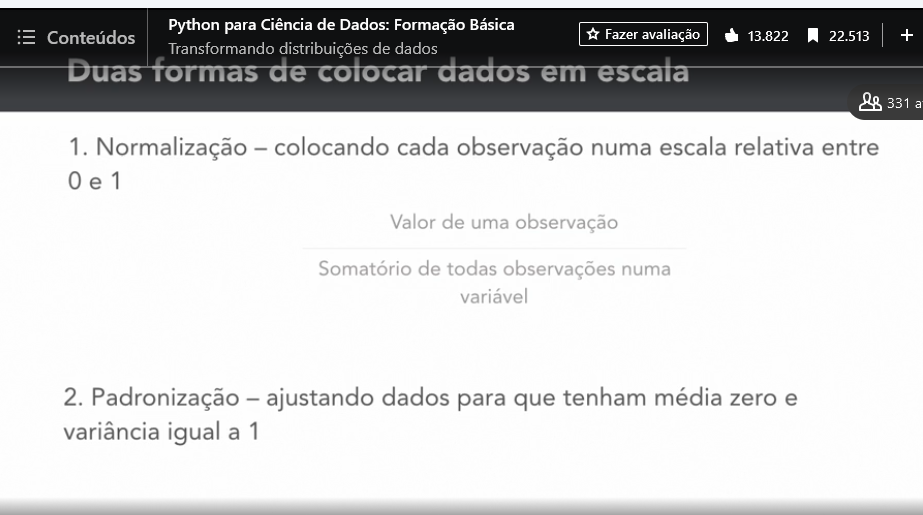 Conteúdos
Python para Ciência de Dados: Formação Básica
Transformando distribuições de dados
Fazer avaliação
13.822
22.513
Duas formas de colocar dados em escala
331 a
1. Normalização – colocando cada observação numa escala relativa entre
0 e 1
Valor de uma observação
Somatório de todas observações numa
variável
2. Padronização – ajustando dados para que tenham média zero e
variância igual a 1